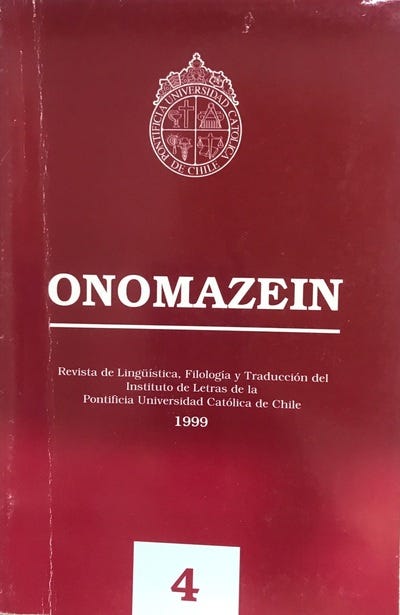 PONTIFICIA UNIVERSIDAD CATOLICA DE CHILE
ONOMAZEIN
Revista de Lingüística, Filología y Traducción del
Instituto de Letras de la
Pontificia Universidad Católica de Chile
1999
4